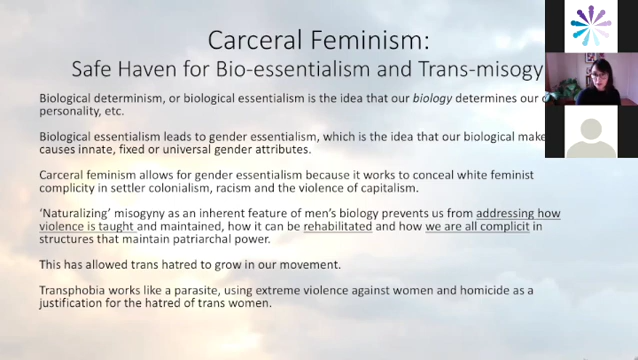 Carceral Feminism:
Safe Haven for Bio-essentialism and Trans-misogy
Biological determinism, or biological essentialism is the idea that our biology determines our
personality, etc.
Biological essentialism leads to gender essentialism, which is the idea that our biological make
causes innate, fixed or universal gender attributes.
Carceral feminism allows for gender essentialism because it works to conceal white feminist
complicity in settler colonialism, racism and the violence of capitalism.
‘Naturalizing’ misogyny as an inherent feature of men’s biology prevents us from addressing how
violence is taught and maintained, how it can be rehabilitated and how we are all complicit in
structures that maintain patriarchal power.
This has allowed trans hatred to grow in our movement.
Transphobia works like a parasite, using extreme violence against women and homicide as a
justification for the hatred of trans women.